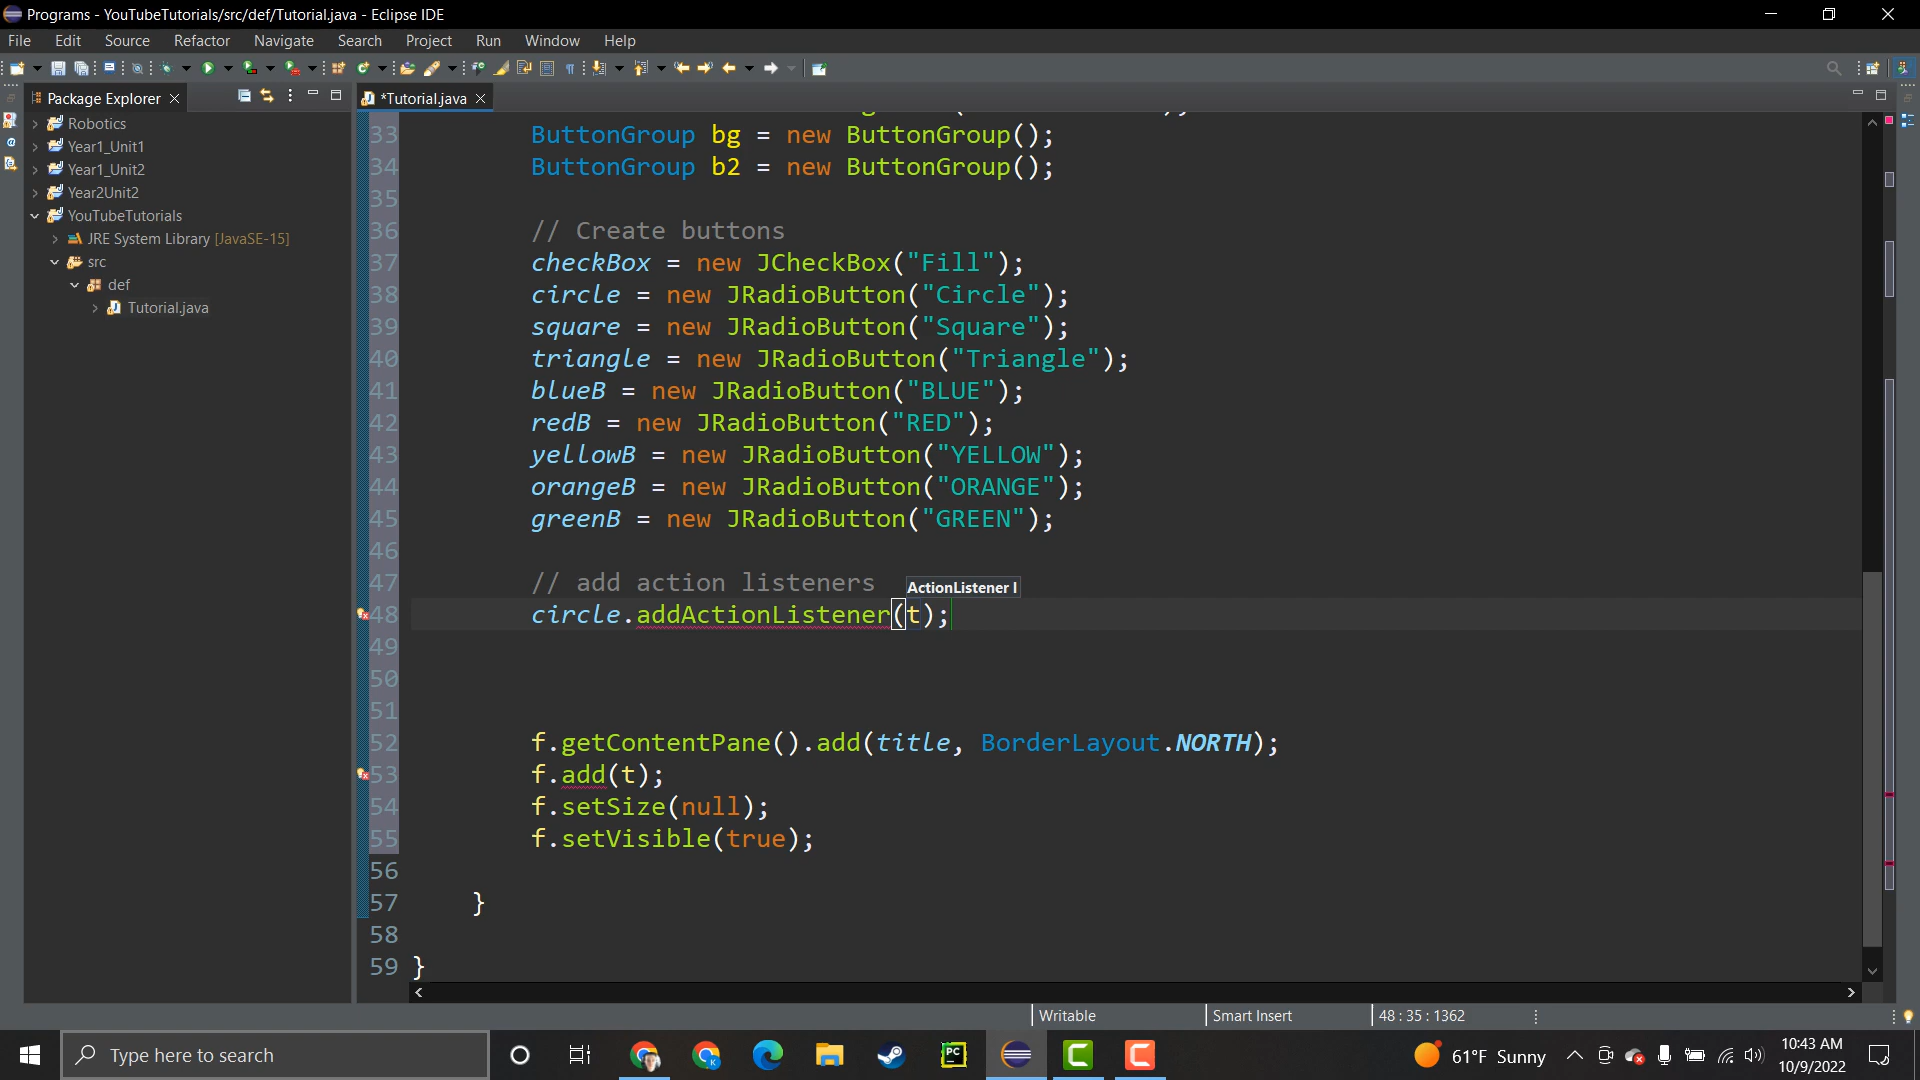 Programs - YouTubeTutorials/src/def/Tutorial.java - Eclipse IDE
File Edit Source Refactor Navigate Search Project Run Window Help
Package Explorer
*Tutorial.java
Robotics
Year1_Unit1
Year1_Unit2
Year2Unit2
YouTubeTutorials
JRE System Library [JavaSE-15]
src
def
Tutorial.java
33 ButtonGroup bg = new ButtonGroup();
34 ButtonGroup b2 = new ButtonGroup();
35
36 // Create buttons
37 checkBox = new JCheckBox("Fill");
38 circle = new JRadioButton("Circle");
39 square = new JRadioButton("Square");
40 triangle = new JRadioButton("Triangle");
41 blueB = new JRadioButton("BLUE");
42 redB = new JRadioButton("RED");
43 yellowB = new JRadioButton("YELLOW");
44 orangeB = new JRadioButton("ORANGE");
45 greenB = new JRadioButton("GREEN");
46
47 // add action listeners
ActionListener l
48 circle.addActionListener(t);
49
50
51
52 f.getContentPane().add(title, BorderLayout.NORTH);
53 f.add(t);
54 f.setSize(null);
55 f.setVisible(true);
56
57 }
58
59 }
Writable
Smart Insert
48 : 35 : 1362
Type here to search
PC
61°F Sunny
10:43 AM
10/9/2022